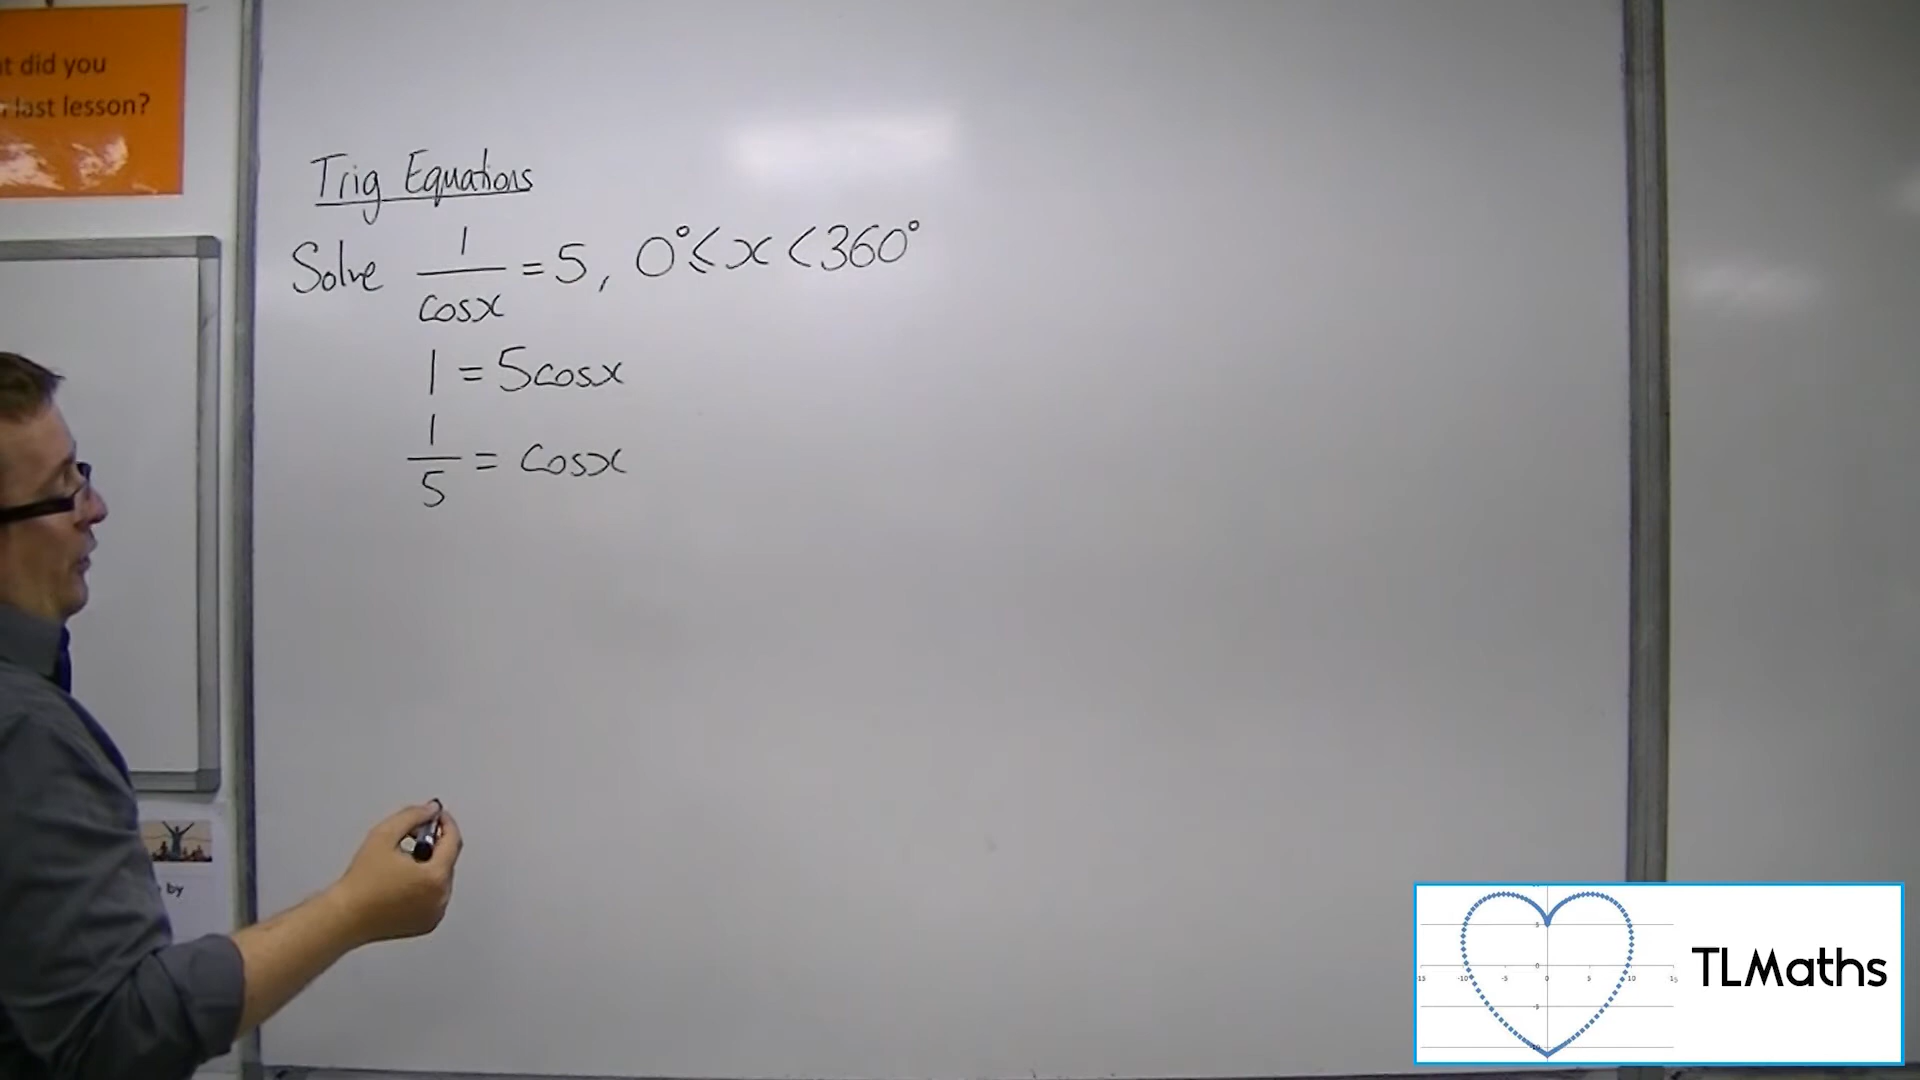 t did you
last lesson?
Trig Equations
Solve 1/cosx = 5, 0° ≤ x < 360°
1 = 5cosx
1/5 = cosx
by
TLMaths